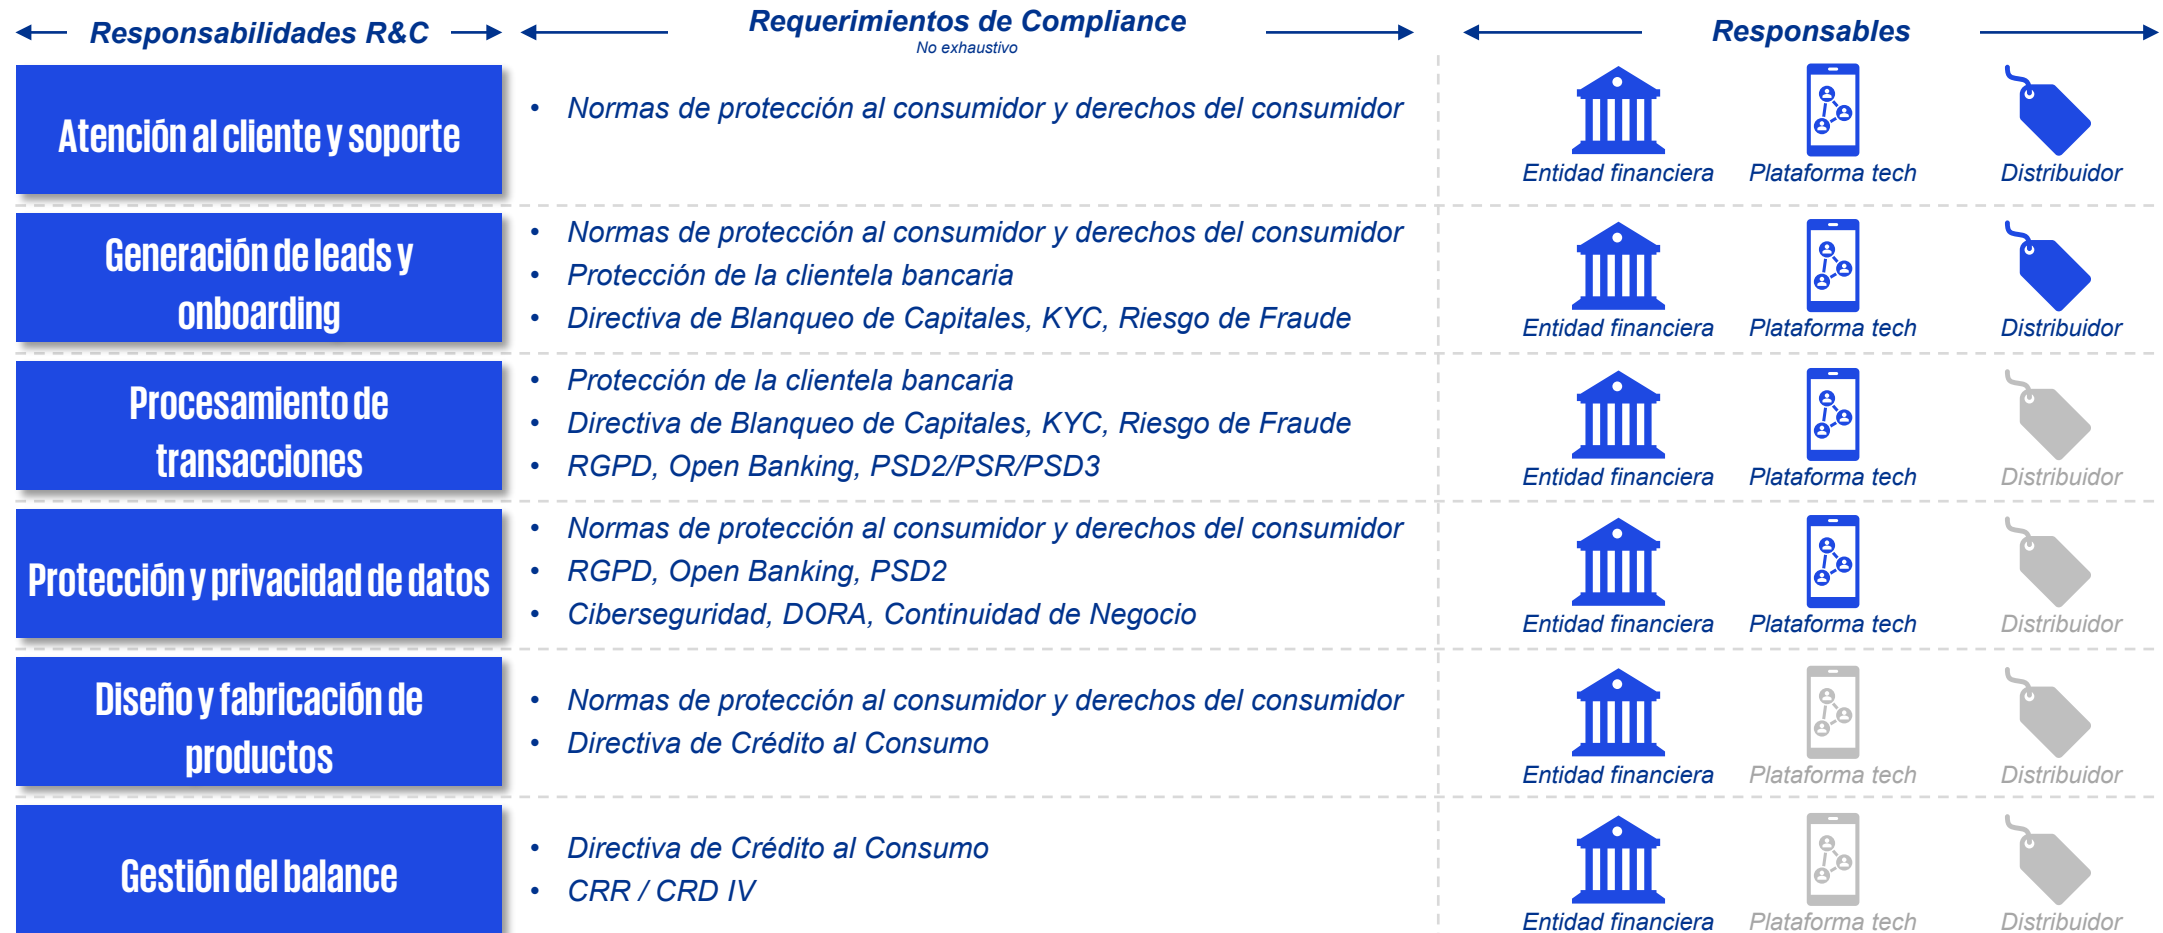 Responsabilidades R&C
Requerimientos de Compliance
No exhaustivo
Responsables
Atención al cliente y soporte
• Normas de protección al consumidor y derechos del consumidor
Entidad financiera
Plataforma tech
Distribuidor
Generación de leads y
onboarding
• Normas de protección al consumidor y derechos del consumidor
• Protección de la clientela bancaria
• Directiva de Blanqueo de Capitales, KYC, Riesgo de Fraude
Entidad financiera
Plataforma tech
Distribuidor
Procesamiento de
transacciones
• Protección de la clientela bancaria
• Directiva de Blanqueo de Capitales, KYC, Riesgo de Fraude
• RGPD, Open Banking, PSD2/PSR/PSD3
Entidad financiera
Plataforma tech
Distribuidor
Protección y privacidad de datos
• Normas de protección al consumidor y derechos del consumidor
• RGPD, Open Banking, PSD2
• Ciberseguridad, DORA, Continuidad de Negocio
Entidad financiera
Plataforma tech
Distribuidor
Diseño y fabricación de
productos
• Normas de protección al consumidor y derechos del consumidor
• Directiva de Crédito al Consumo
Entidad financiera
Plataforma tech
Distribuidor
Gestión del balance
• Directiva de Crédito al Consumo
• CRR / CRD IV
Entidad financiera
Plataforma tech
Distribuidor